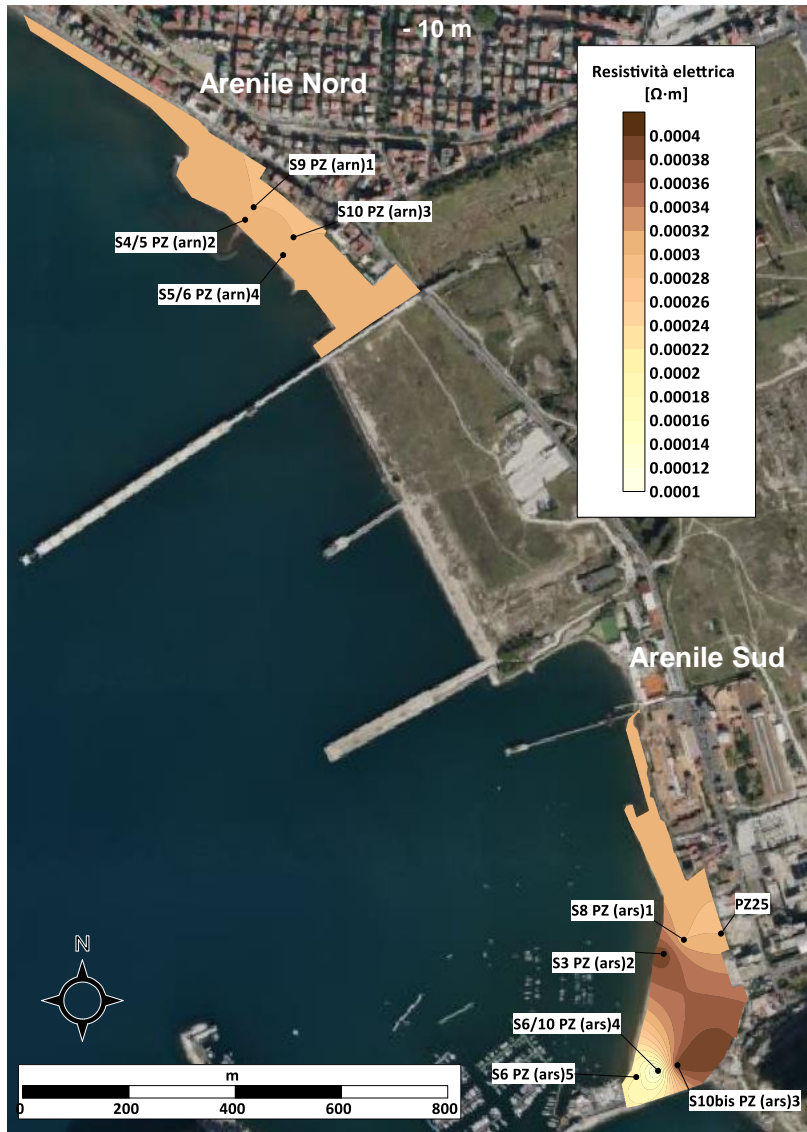 - 10 m
Arenile Nord
Resistività elettrica
[Ω·m]
0.0004
0.00038
0.00036
0.00034
0.00032
0.0003
0.00028
0.00026
0.00024
0.00022
0.0002
0.00018
0.00016
0.00014
0.00012
0.0001
S9 PZ (arn)1
S10 PZ (arn)3
S4/5 PZ (arn)2
S5/6 PZ (arn)4
Arenile Sud
S8 PZ (ars)1
PZ25
S3 PZ (ars)2
S6/10 PZ (ars)4
S6 PZ (ars)5
S10bis PZ (ars)3
N
m
0 200 400 600 800